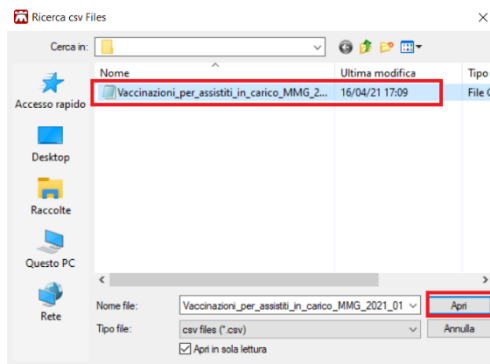 Ricerca csv Files
Cerca in:
Nome
Ultima modifica
Tipo
Vaccinazioni_per_assistiti_in_carico_MMG_2...
16/04/21 17:09
File
Accesso rapido
Desktop
Raccolte
Questo PC
Rete
Nome file:
Vaccinazioni_per_assistiti_in_carico_MMG_2021_01
Apri
Tipo file:
csv files (*.csv)
Annulla
Apri in sola lettura